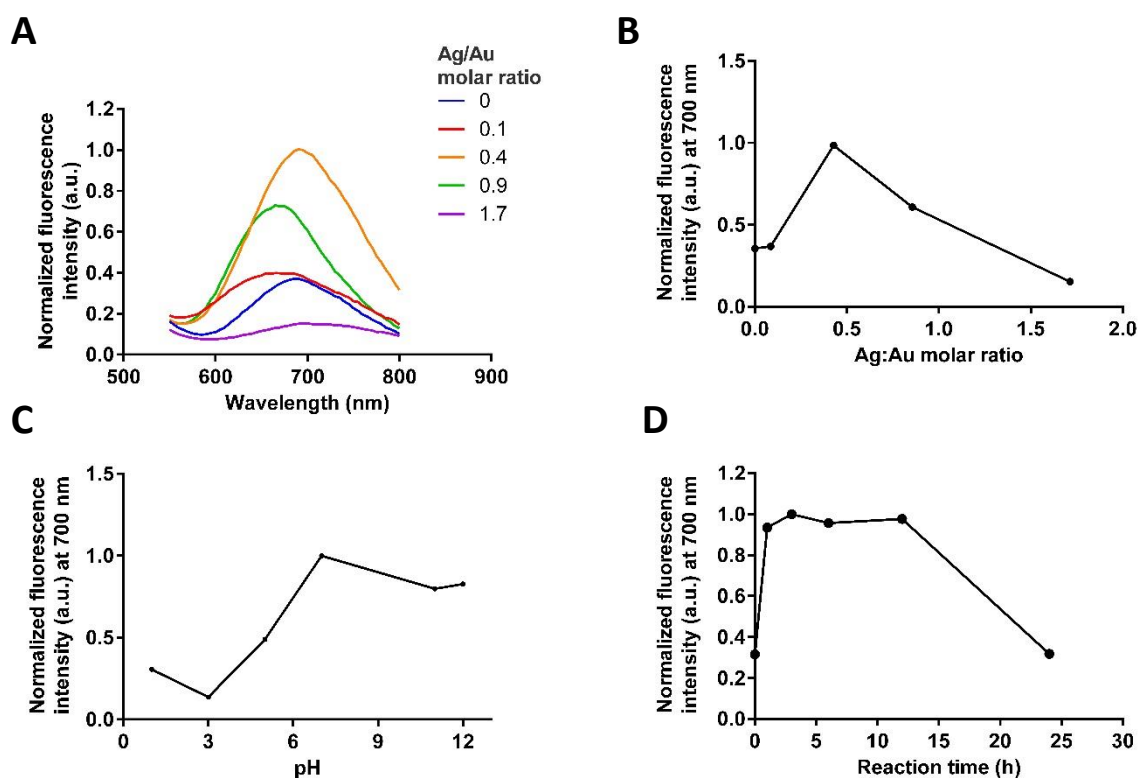 A
Ag/Au
molar ratio
0
0.1
0.4
0.9
1.7
Normalized fluorescence
intensity (a.u.)
1.2
1.0
0.8
0.6
0.4
0.2
0.0
500 600 700 800 900
Wavelength (nm)
B
Normalized fluorescence
intensity (a.u.) at 700 nm
1.5
1.0
0.5
0.0
0.0 0.5 1.0 1.5 2.0
Ag:Au molar ratio
C
Normalized fluorescence
intensity (a.u.) at 700 nm
1.5
1.0
0.5
0.0
0 3 6 9 12
pH
D
Normalized fluorescence
intensity (a.u.) at 700 nm
1.2
1.0
0.8
0.6
0.4
0.2
0.0
0 5 10 15 20 25 30
Reaction time (h)